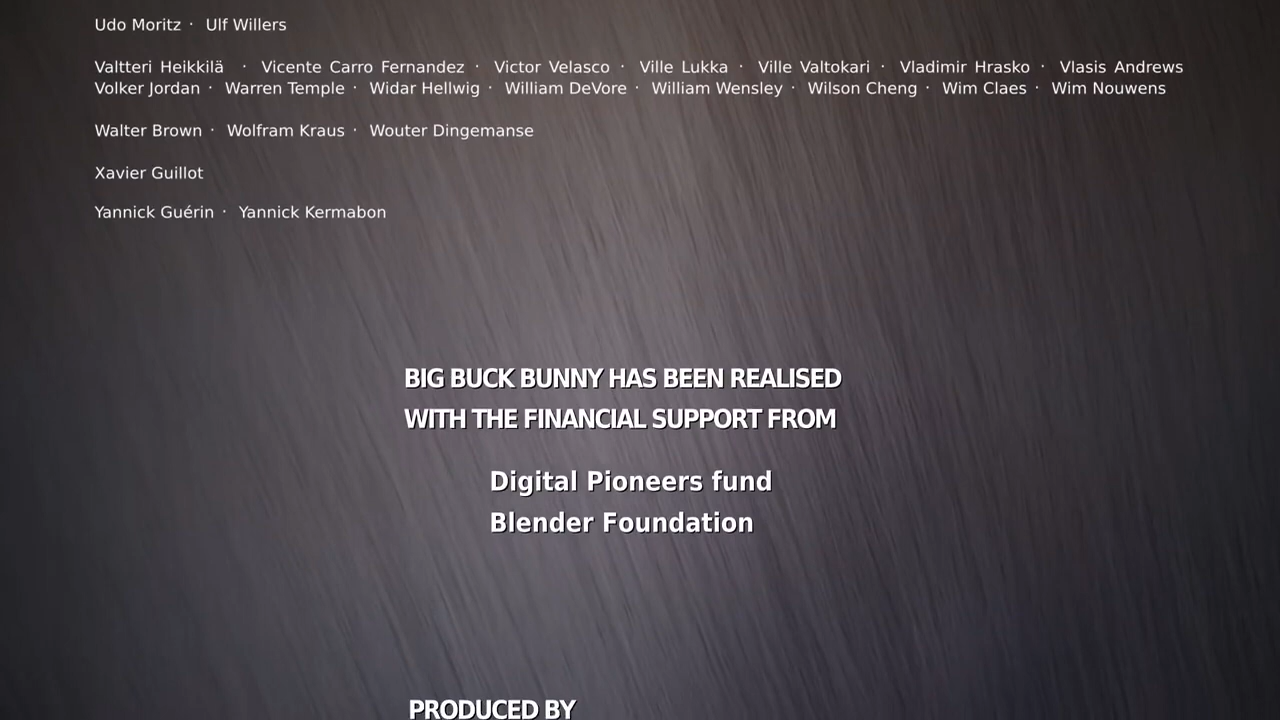 Udo Moritz · Ulf Willers
Valtteri Heikkilä · Vicente Carro Fernandez · Victor Velasco · Ville Lukka · Ville Valtokari · Vladimir Hrasko · Vlasis Andrews
Volker Jordan · Warren Temple · Widar Hellwig · William DeVore · William Wensley · Wilson Cheng · Wim Claes · Wim Nouwens
Walter Brown · Wolfram Kraus · Wouter Dingemanse
Xavier Guillot
Yannick Guérin · Yannick Kermabon
BIG BUCK BUNNY HAS BEEN REALISED
WITH THE FINANCIAL SUPPORT FROM
Digital Pioneers fund
Blender Foundation
PRODUCED BY